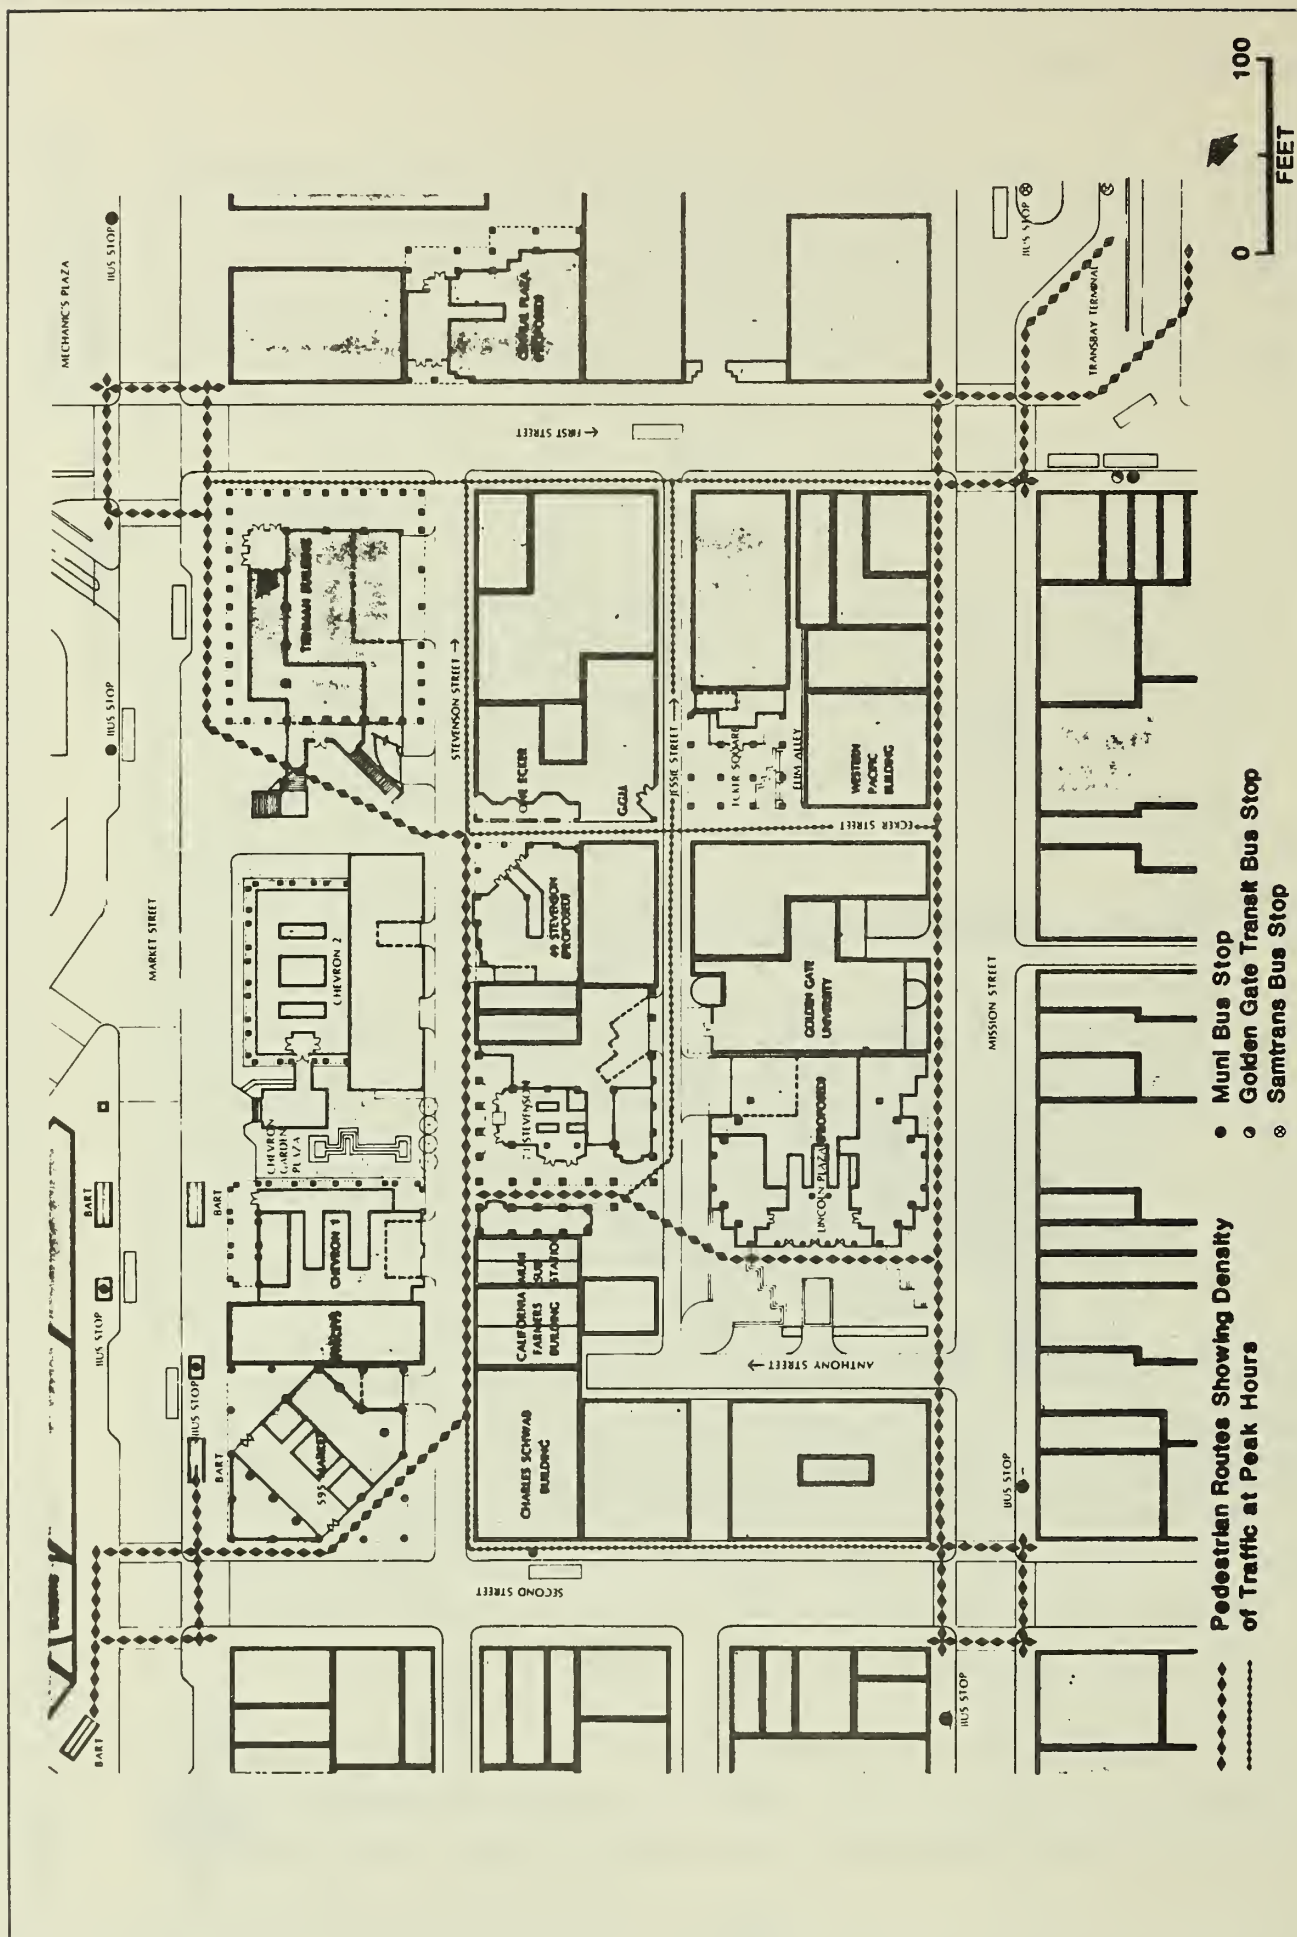 MECHANIC'S PLAZA
BUS STOP
BUS STOP
MARKET STREET
BART
BUS STOP
BART
BUS STOP
BART
BART
TISHMAN BUILDING
CHEVRON 2
CHEVRON
GARDEN
PLAZA
CHEVRON 1
595 MARKET
CENTRAL PLAZA
(PROPOSED)
FIRST STREET
STEVENSON STREET
ONE ECKER
GGU
49 STEVENSON
(PROPOSED)
71 STEVENSON
MUNI
SUB
STATION
CALIFORNIA
FARMERS
BUILDING
CHARLES SCHWAB
BUILDING
SECOND STREET
JESSIE STREET
ECKER SQUARE
ELIM ALLEY
WESTERN
PACIFIC
BUILDING
ECKER STREET
GOLDEN GATE
UNIVERSITY
LINCOLN PLAZA (PROPOSED)
ANTHONY STREET
MISSION STREET
BUS STOP
TRANSBAY TERMINAL
BUS STOP
BUS STOP
Pedestrian Routes Showing Density
of Traffic at Peak Hours
Muni Bus Stop
Golden Gate Transit Bus Stop
Samtrans Bus Stop
0 100
FEET